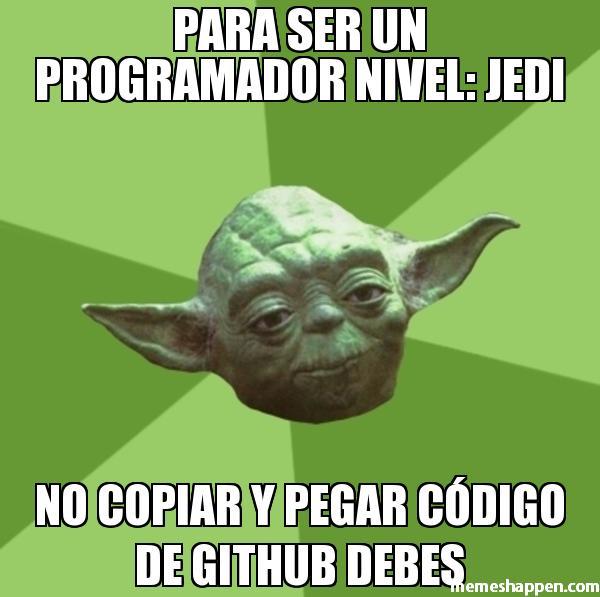 PARA SER UN
PROGRAMADOR NIVEL: JEDI
NO COPIAR Y PEGAR CÓDIGO
DE GITHUB DEBES
memeshappen.com